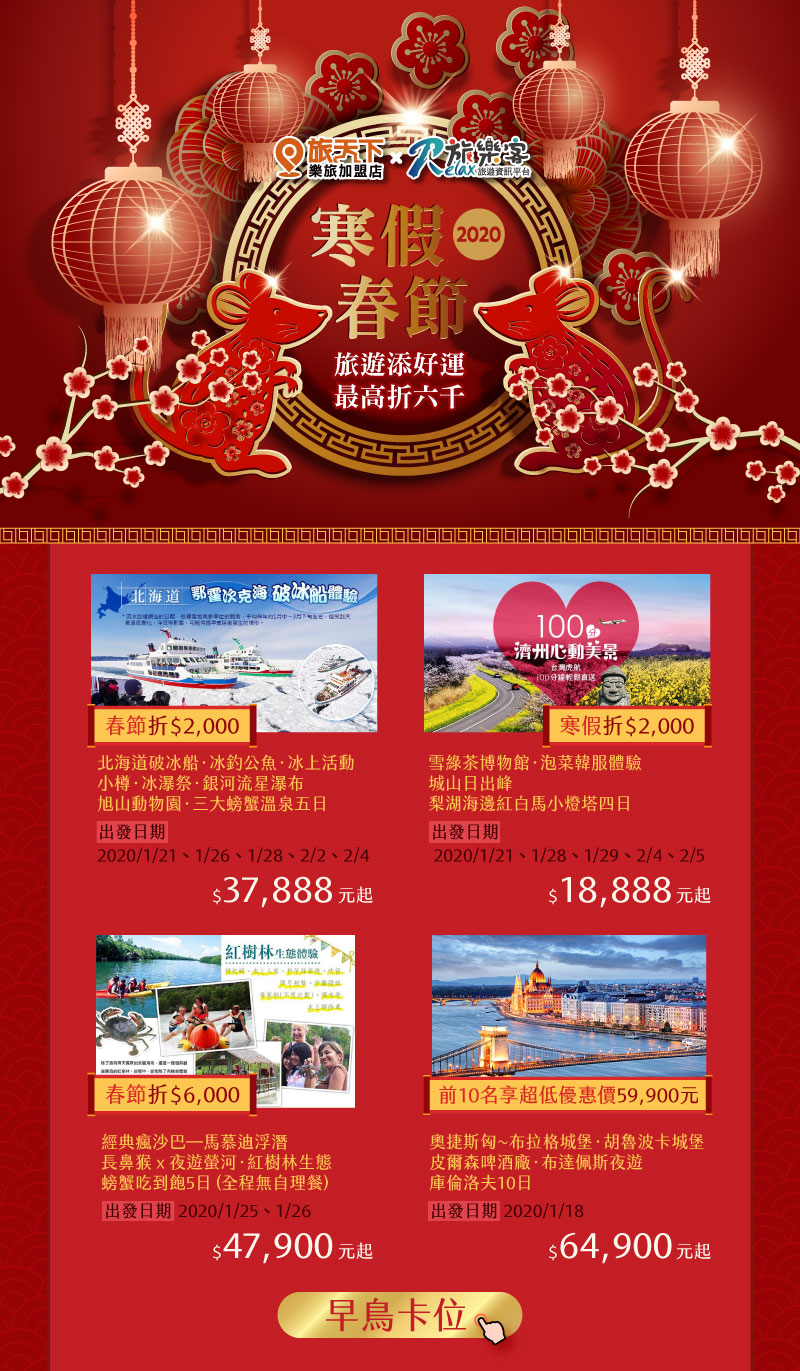 旅天下
樂旅加盟店
×
Relax
旅樂客
旅遊資訊平台
寒假
2020
春節
旅遊添好運
最高折六千
北海道
鄂霍次克海 破冰船體驗
春節折$2,000
北海道破冰船·冰釣公魚·冰上活動
小樽·冰瀑祭·銀河流星瀑布
旭山動物園·三大螃蟹溫泉五日
出發日期
2020/1/21、1/26、1/28、2/2、2/4
$37,888元起
100分
濟州心動美景
台灣虎航
100分鐘輕鬆直送
寒假折$2,000
雪綠茶博物館·泡菜韓服體驗
城山日出峰
梨湖海邊紅白馬小燈塔四日
出發日期
2020/1/21、1/28、1/29、2/4、2/5
$18,888元起
紅樹林生態體驗
春節折$6,000
經典瘋沙巴—馬慕迪浮潛
長鼻猴 x 夜遊螢河·紅樹林生態
螃蟹吃到飽5日 (全程無自理餐)
出發日期 2020/1/25、1/26
$47,900元起
前10名享超低優惠價59,900元
奧捷斯匈~布拉格城堡·胡魯波卡城堡
皮爾森啤酒廠·布達佩斯夜遊
庫倫洛夫10日
出發日期 2020/1/18
$64,900元起
早鳥卡位